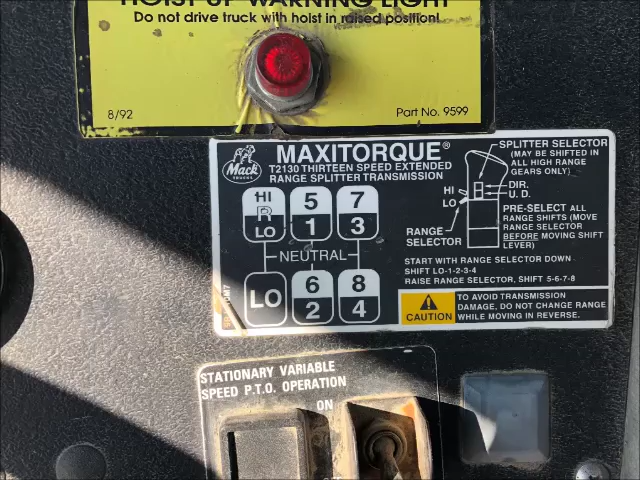 HOIST UP WARNING LIGHT
Do not drive truck with hoist in raised position!
8/92
Part No. 9599
Mack
TRUCKS
MAXITORQUE®
T2130 THIRTEEN SPEED EXTENDED
RANGE SPLITTER TRANSMISSION
HI
R
LO
5
1
7
3
NEUTRAL
LO
6
2
8
4
SPLITTER SELECTOR
(MAY BE SHIFTED IN
ALL HIGH RANGE
GEARS ONLY)
HI
LO
DIR.
U. D.
RANGE
SELECTOR
PRE-SELECT ALL
RANGE SHIFTS (MOVE
RANGE SELECTOR
BEFORE MOVING SHIFT
LEVER)
START WITH RANGE SELECTOR DOWN
SHIFT LO-1-2-3-4
RAISE RANGE SELECTOR, SHIFT 5-6-7-8
CAUTION
TO AVOID TRANSMISSION
DAMAGE, DO NOT CHANGE RANGE
WHILE MOVING IN REVERSE.
STATIONARY VARIABLE
SPEED P.T.O. OPERATION
ON